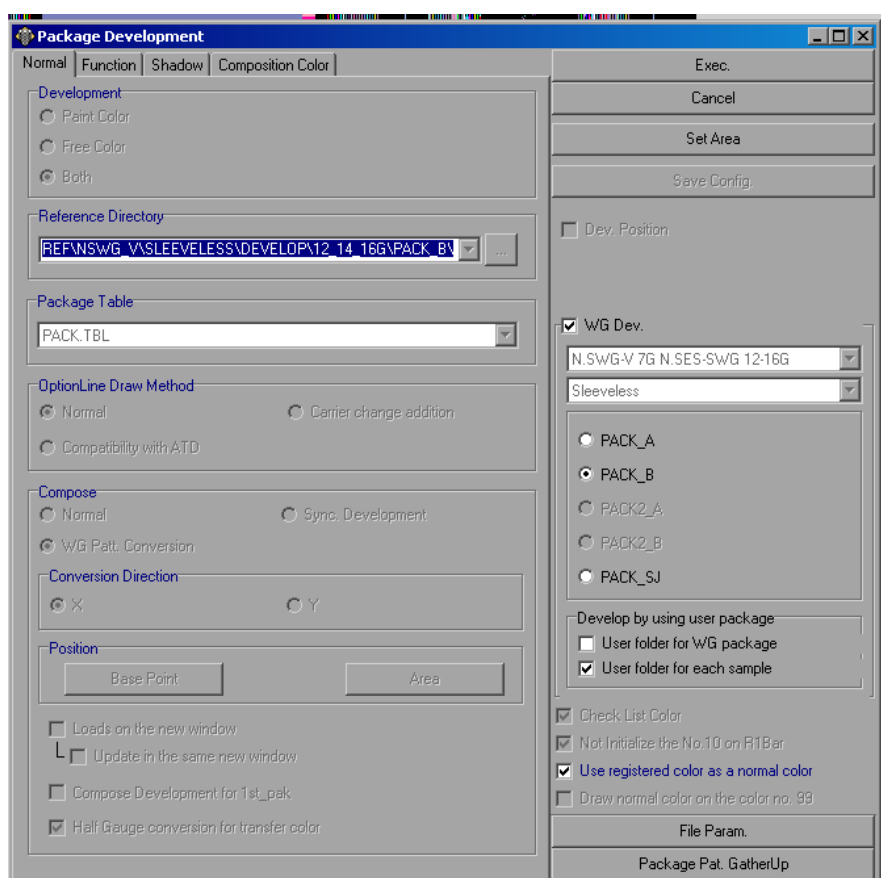 Package Development
Normal Function Shadow Composition Color
Development
Paint Color
Free Color
Both
Reference Directory
REF\NSWG_V\SLEEVELESS\DEVELOP\12_14_16G\PACK_B\ ...
Package Table
PACK.TBL
OptionLine Draw Method
Normal Carrier change addition
Compatibility with ATD
Compose
Normal Sync. Development
WG Patt. Conversion
Conversion Direction
X Y
Position
Base Point Area
Loads on the new window
Update in the same new window
Compose Development for 1st_pak
Half Gauge conversion for transfer color
Exec.
Cancel
Set Area
Save Config.
Dev. Position
WG Dev.
N.SWG-V 7G N.SES-SWG 12-16G
Sleeveless
PACK_A
PACK_B
PACK2_A
PACK2_B
PACK_SJ
Develop by using user package
User folder for WG package
User folder for each sample
Check List Color
Not Initialize the No.10 on R1Bar
Use registered color as a normal color
Draw normal color on the color no. 99
File Param.
Package Pat. GatherUp